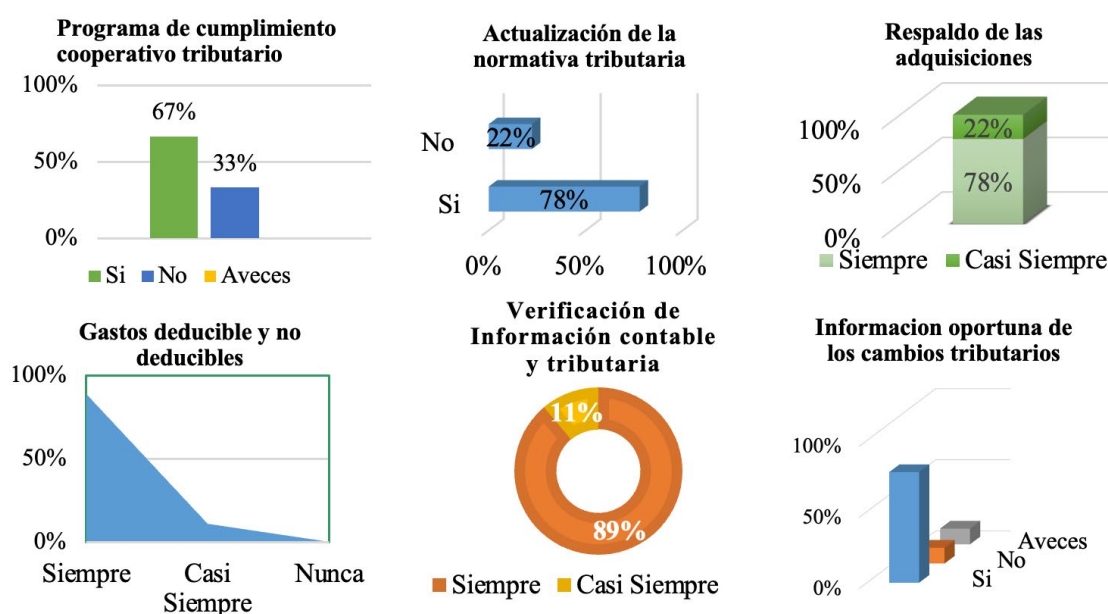 Programa de cumplimiento
cooperativo tributario
100%
67%
50%
33%
0%
Si No Aveces
Actualización de la
normativa tributaria
No
22%
Si
78%
0% 50% 100%
Respaldo de las
adquisiciones
100%
22%
50%
78%
0%
Siempre Casi Siempre
Gastos deducible y no
deducibles
100%
50%
0%
Siempre Casi Nunca
Siempre
Verificación de
Información contable
y tributaria
11%
89%
Siempre Casi Siempre
Informacion oportuna de
los cambios tributarios
100%
50%
0%
Aveces
No
Si